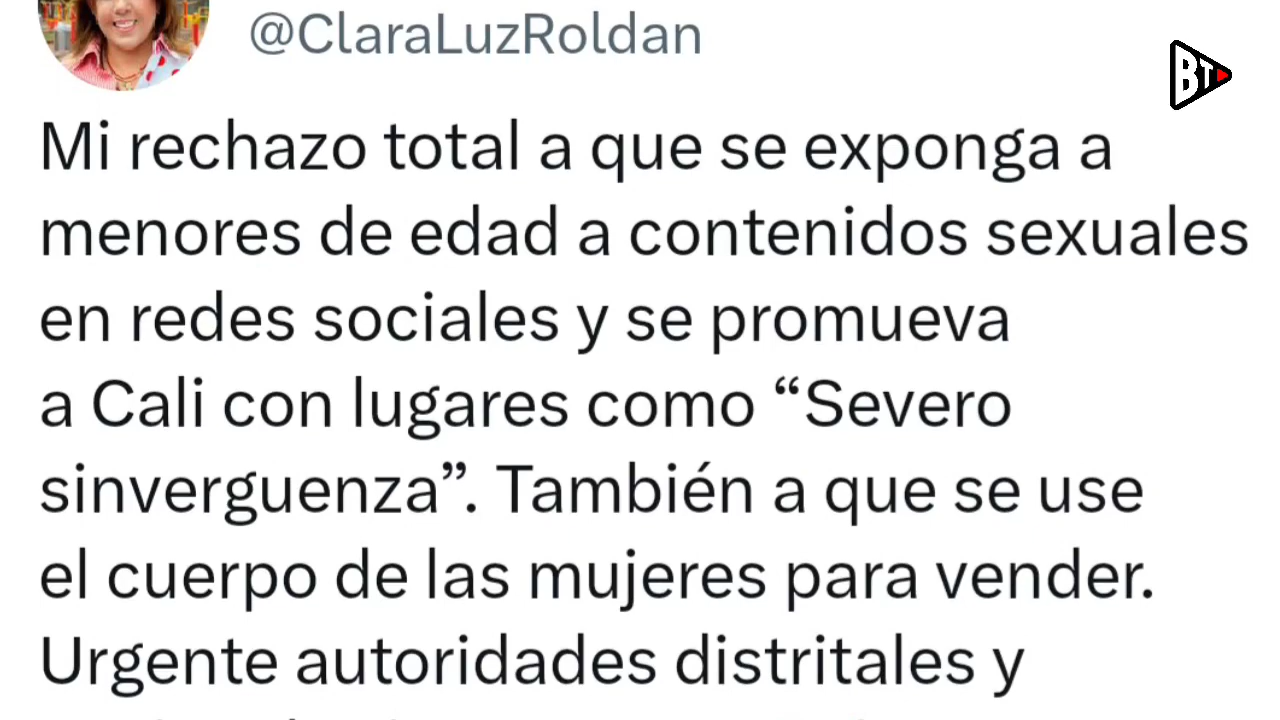 @ClaraLuzRoldan
BT
Mi rechazo total a que se exponga a
menores de edad a contenidos sexuales
en redes sociales y se promueva
a Cali con lugares como “Severo
sinverguenza”. También a que se use
el cuerpo de las mujeres para vender.
Urgente autoridades distritales y